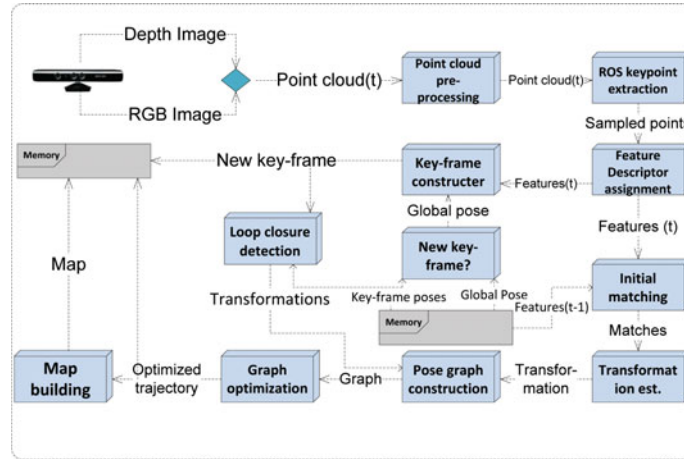 Depth Image
RGB Image
Point cloud(t)
Point cloud
pre-
processing
Point cloud(t)
ROS keypoint
extraction
Sampled points
Memory
New key-frame
Key-frame
constructer
Features(t)
Feature
Descriptor
assignment
Global pose
Features (t)
Loop closure
detection
New key-
frame?
Map
Initial
matching
Transformations
Key-frame poses
Global Pose
Features(t-1)
Memory
Matches
Map
building
Optimized
trajectory
Graph
optimization
Graph
Pose graph
construction
Transfor-
mation
Transformat
ion est.